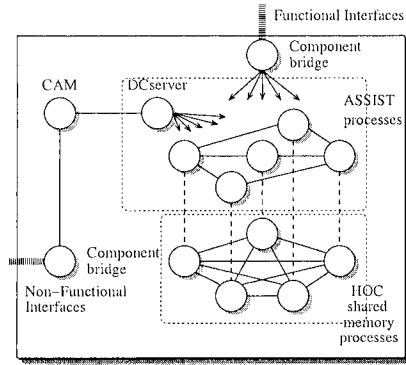 Functional Interfaces
Component
bridge
CAM
DCserver
ASSIST
processes
Component
bridge
Non-Functional
Interfaces
HOC
shared
memory
processes